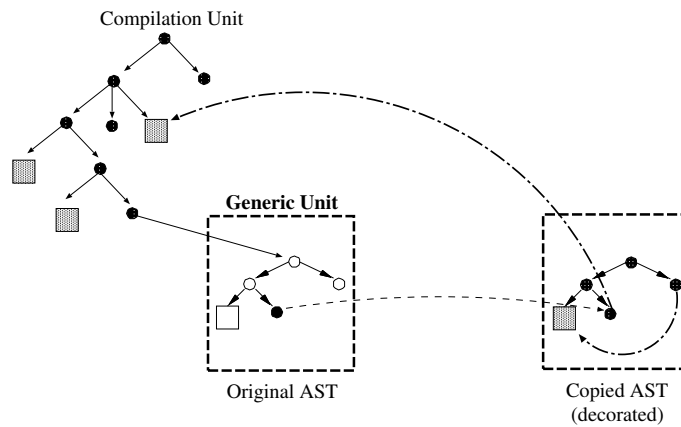 Compilation Unit
Generic Unit
Original AST
Copied AST
(decorated)